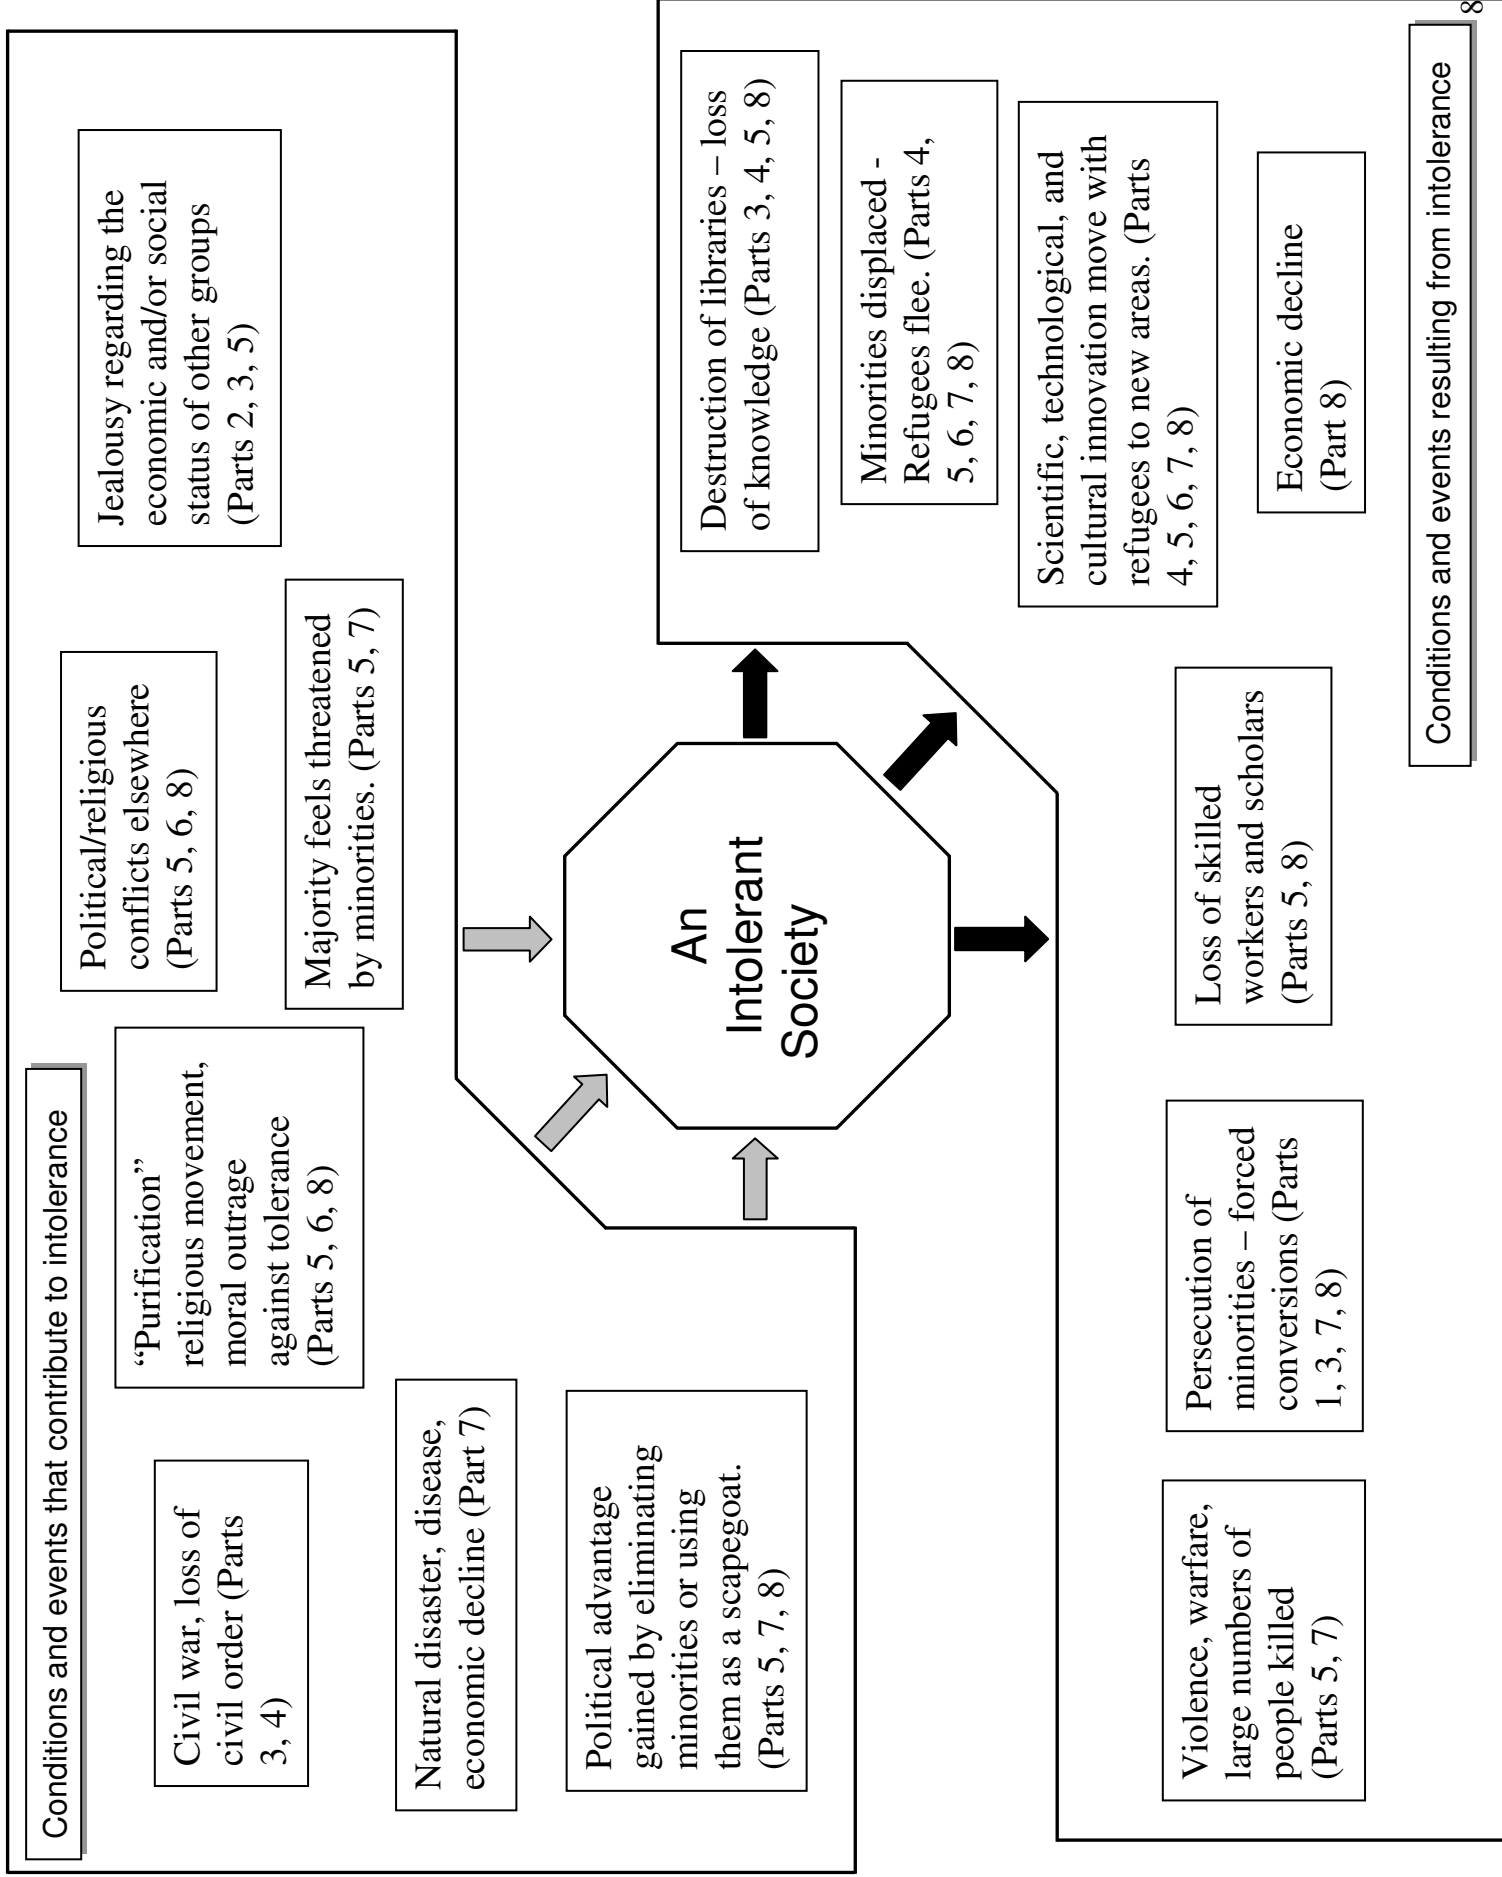 Conditions and events that contribute to intolerance
Civil war, loss of
civil order (Parts
3, 4)
“Purification”
religious movement,
moral outrage
against tolerance
(Parts 5, 6, 8)
Political/religious
conflicts elsewhere
(Parts 5, 6, 8)
Jealousy regarding the
economic and/or social
status of other groups
(Parts 2, 3, 5)
Natural disaster, disease,
economic decline (Part 7)
Majority feels threatened
by minorities. (Parts 5, 7)
Political advantage
gained by eliminating
minorities or using
them as a scapegoat.
(Parts 5, 7, 8)
An
Intolerant
Society
Destruction of libraries – loss
of knowledge (Parts 3, 4, 5, 8)
Minorities displaced -
Refugees flee. (Parts 4,
5, 6, 7, 8)
Scientific, technological, and
cultural innovation move with
refugees to new areas. (Parts
4, 5, 6, 7, 8)
Violence, warfare,
large numbers of
people killed
(Parts 5, 7)
Persecution of
minorities – forced
conversions (Parts
1, 3, 7, 8)
Loss of skilled
workers and scholars
(Parts 5, 8)
Economic decline
(Part 8)
Conditions and events resulting from intolerance
8